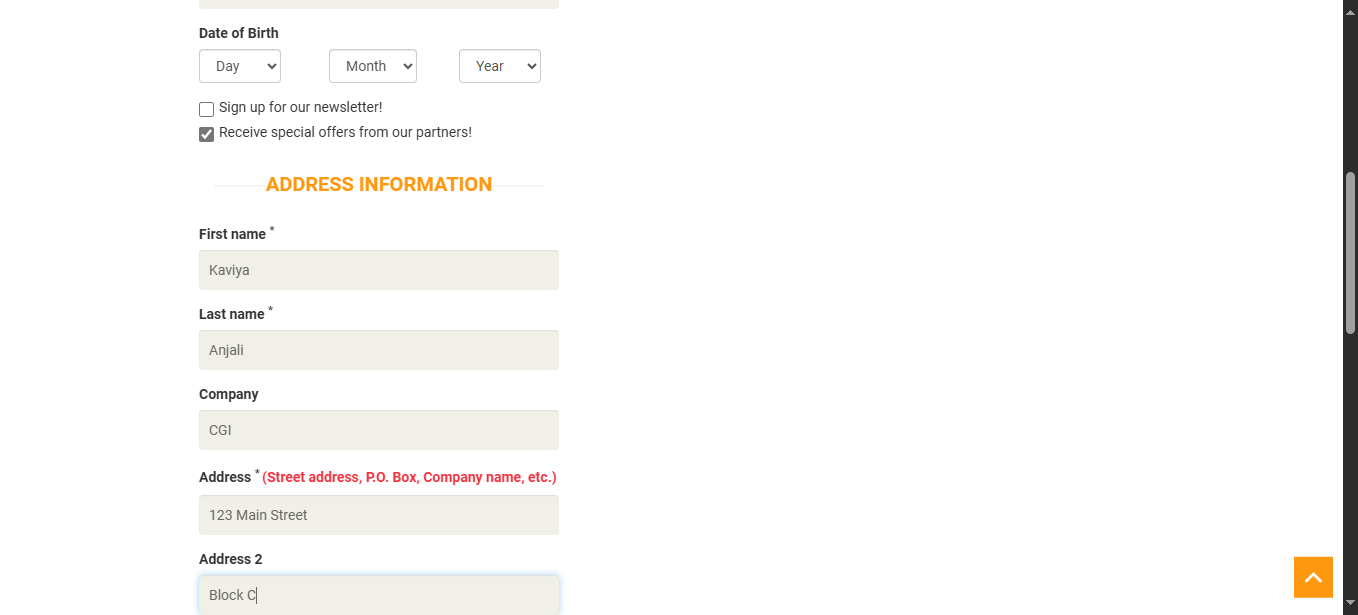 Date of Birth
Day Month Year
Sign up for our newsletter!
Receive special offers from our partners!
ADDRESS INFORMATION
First name *
Kaviya
Last name *
Anjali
Company
CGI
Address * (Street address, P.O. Box, Company name, etc.)
123 Main Street
Address 2
Block C